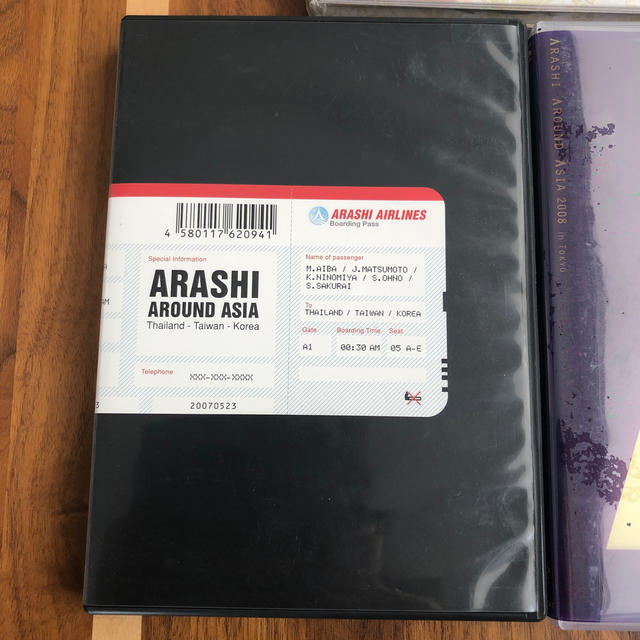 4 580117 620941
ARASHI AIRLINES
Boarding Pass
Special Information
ARASHI
AROUND ASIA
Thailand - Taiwan - Korea
Telephone
XXX-XXX-XXXX
20070523
Name of passenger
M.AIBA / J.MATSUMOTO /
K.NINOMIYA / S.OHNO /
S.SAKURAI
To
THAILAND / TAIWAN / KOREA
Gate Boarding Time Seat
A1 00:30 AM 05 A-E
ARASHI AROUND ASIA 2008 in TOKYO